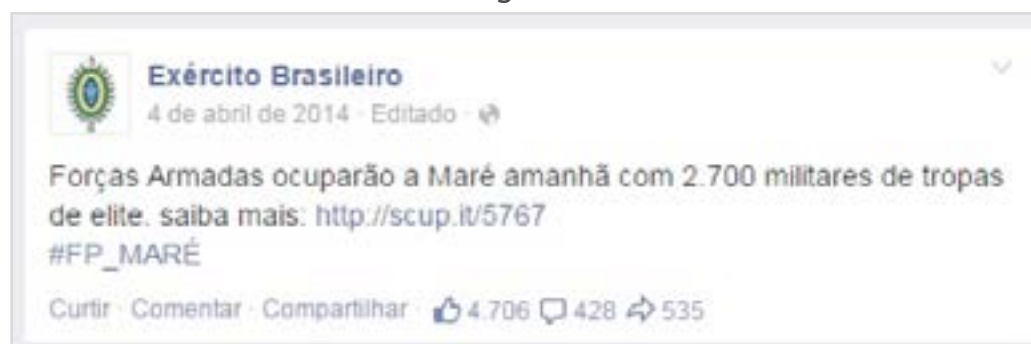 Exército Brasileiro
4 de abril de 2014 · Editado ·
Forças Armadas ocuparão a Maré amanhã com 2.700 militares de tropas
de elite. saiba mais: http://scup.it/5767
#FP_MARÉ
Curtir · Comentar · Compartilhar · 4.706 428 535